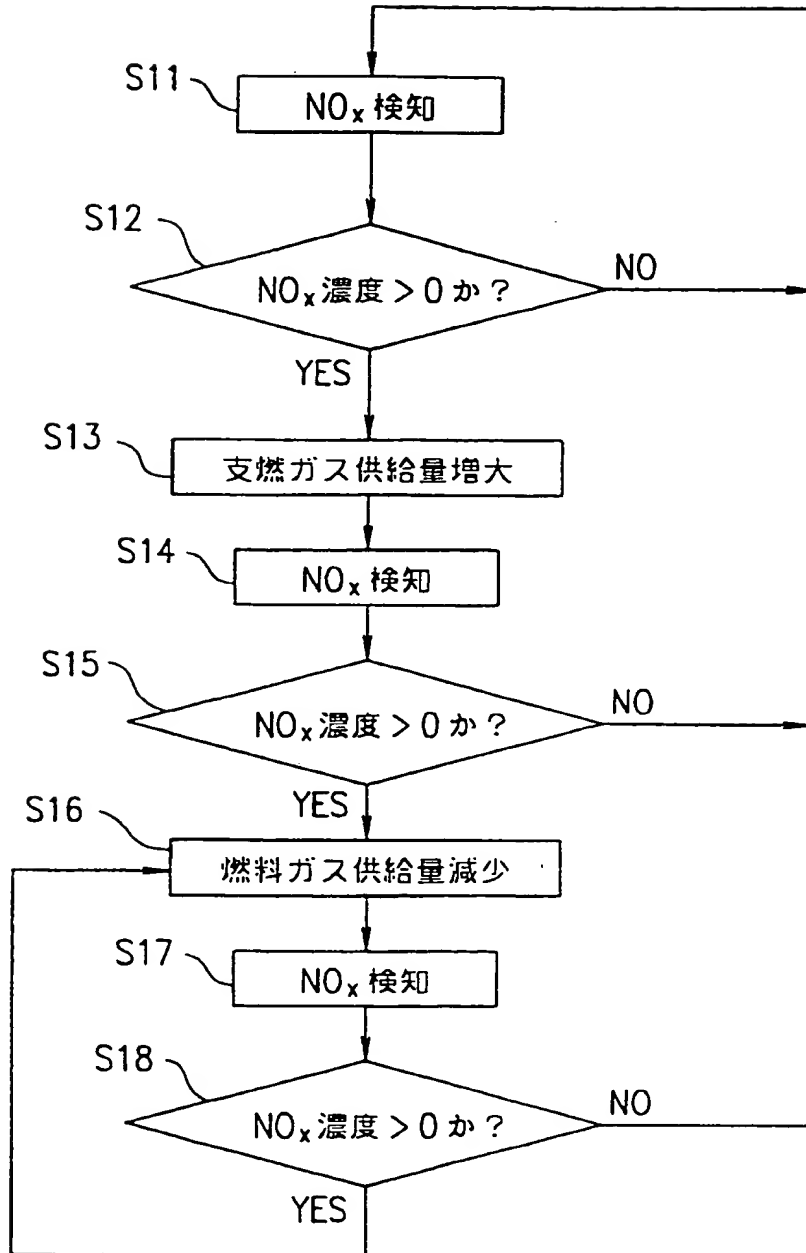 S11
NOx 検知
S12
NOx 濃度 > 0 か ?
NO
YES
S13
支燃ガス供給量増大
S14
NOx 検知
S15
NOx 濃度 > 0 か ?
NO
YES
S16
燃料ガス供給量減少
S17
NOx 検知
S18
NOx 濃度 > 0 か ?
NO
YES